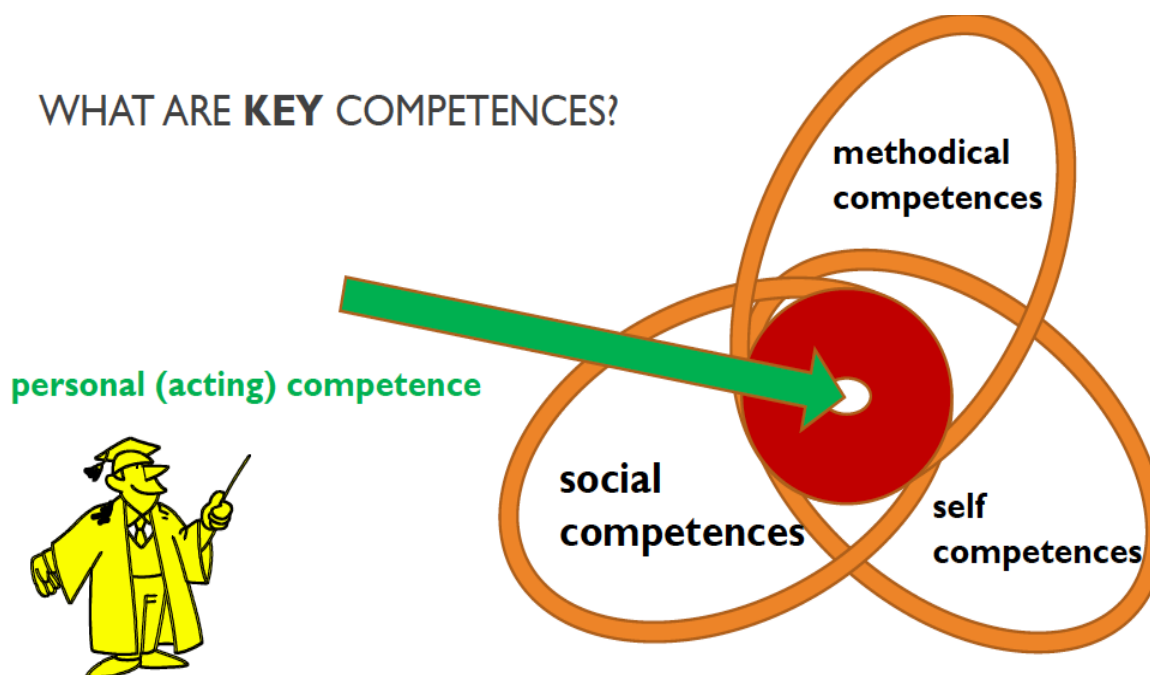 WHAT ARE KEY COMPETENCES?
methodical
competences
personal (acting) competence
social
competences
self
competences